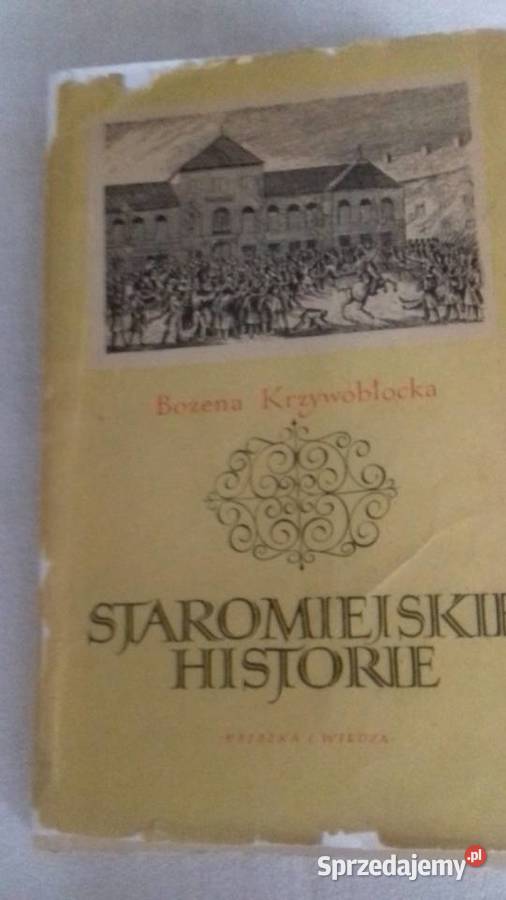 Bożena Krzywobłocka
STAROMIEJSKIE
HISTORIE
KSIĄŻKA I WIEDZA
Sprzedajemy.pl